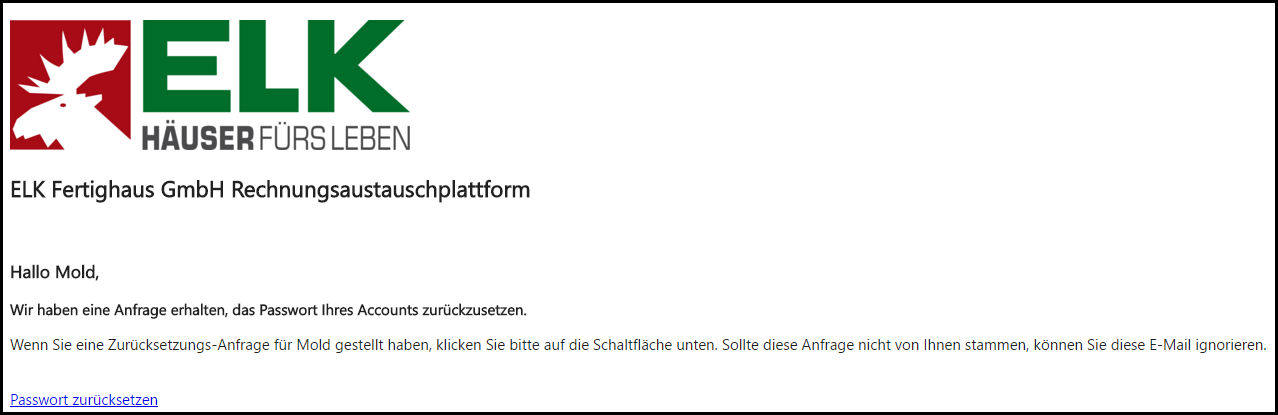 ELK
HÄUSER FÜRS LEBEN
ELK Fertighaus GmbH Rechnungsaustauschplattform
Hallo Mold,
Wir haben eine Anfrage erhalten, das Passwort Ihres Accounts zurückzusetzen.
Wenn Sie eine Zurücksetzungs-Anfrage für Mold gestellt haben, klicken Sie bitte auf die Schaltfläche unten. Sollte diese Anfrage nicht von Ihnen stammen, können Sie diese E-Mail ignorieren.
Passwort zurücksetzen